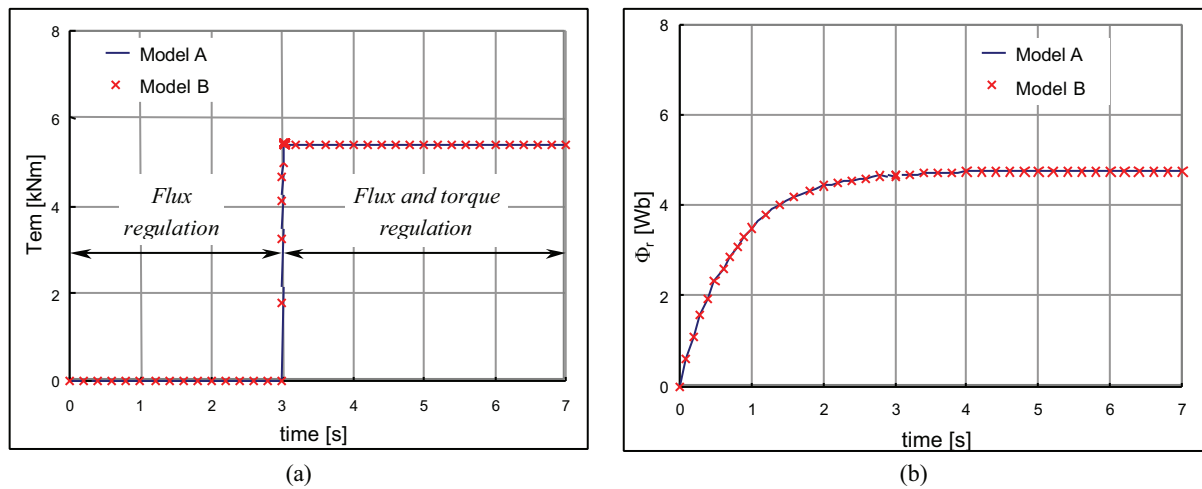 8
6
4
2
0
Tem [kNm]
Model A
Model B
Flux
regulation
Flux and torque
regulation
0 1 2 3 4 5 6 7
time [s]
(a)
8
6
4
2
0
Φr [Wb]
Model A
Model B
0 1 2 3 4 5 6 7
time [s]
(b)